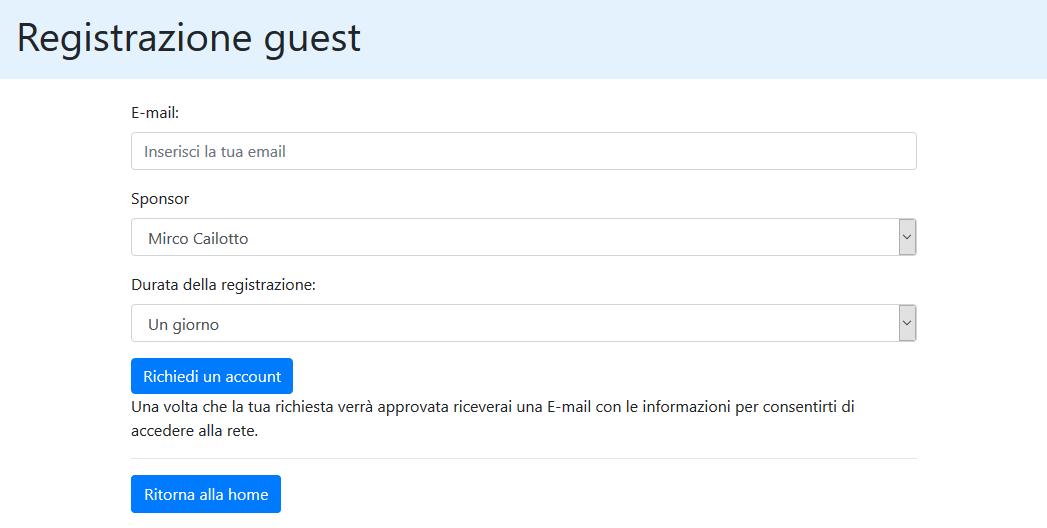 Registrazione guest
E-mail:
Inserisci la tua email
Sponsor
Mirco Cailotto
Durata della registrazione:
Un giorno
Richiedi un account
Una volta che la tua richiesta verrà approvata riceverai una E-mail con le informazioni per consentirti di
accedere alla rete.
Ritorna alla home